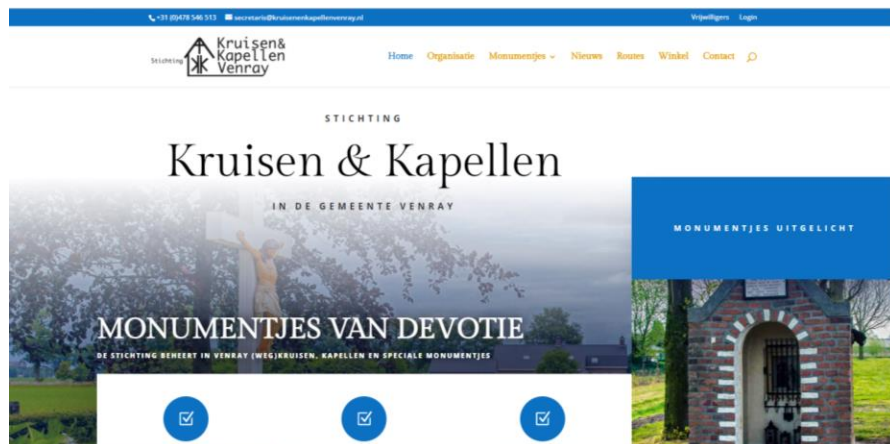 +31 (0)478 546 513 secretaris@kruisenenkapellenvenray.nl Vrijwilligers Login
Stichting Kruisen&
Kapellen
Venray
Home Organisatie Monumentjes Nieuws Routes Winkel Contact
STICHTING
Kruisen & Kapellen
IN DE GEMEENTE VENRAY
MONUMENTJES UITGELICHT
MONUMENTJES VAN DEVOTIE
DE STICHTING BEHEERT IN VENRAY (WEG)KRUISEN, KAPELLEN EN SPECIALE MONUMENTJES